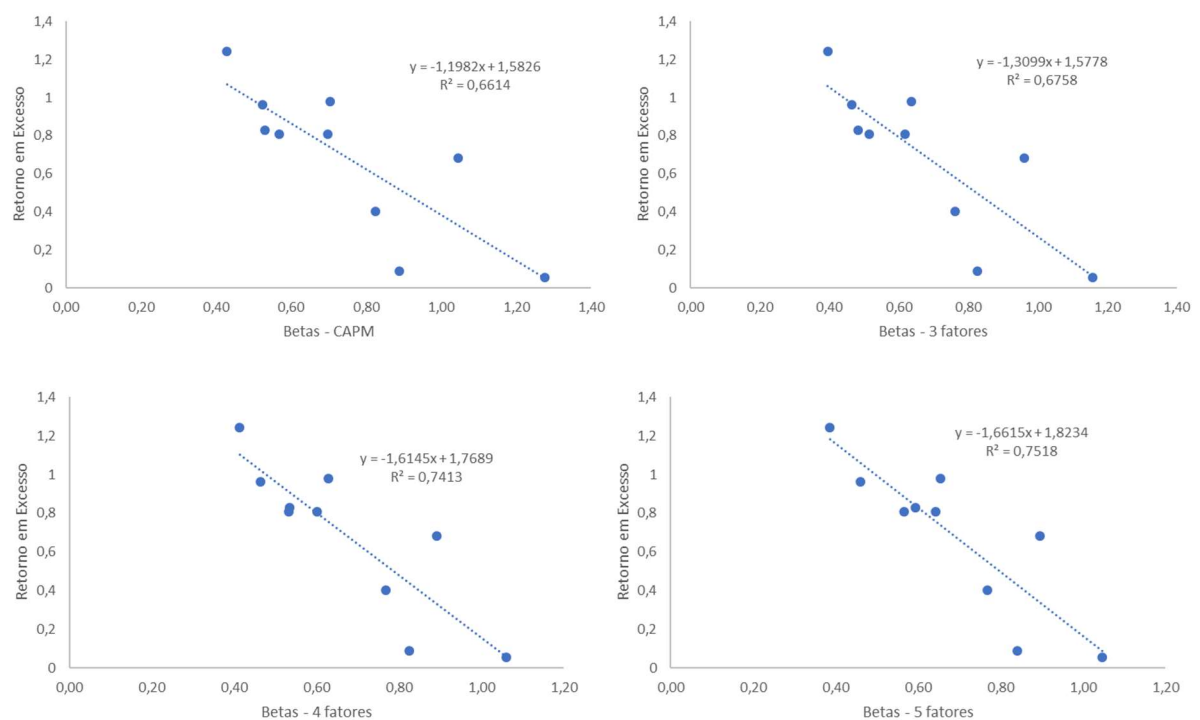 1,4
1,2
1
0,8
0,6
0,4
0,2
0
Retorno em Excesso
y = -1,1982x + 1,5826
R² = 0,6614
0,00 0,20 0,40 0,60 0,80 1,00 1,20 1,40
Betas - CAPM
1,4
1,2
1
0,8
0,6
0,4
0,2
0
Retorno em Excesso
y = -1,3099x + 1,5778
R² = 0,6758
0,00 0,20 0,40 0,60 0,80 1,00 1,20 1,40
Betas - 3 fatores
1,4
1,2
1
0,8
0,6
0,4
0,2
0
Retorno em Excesso
y = -1,6145x + 1,7689
R² = 0,7413
0,00 0,20 0,40 0,60 0,80 1,00 1,20
Betas - 4 fatores
1,4
1,2
1
0,8
0,6
0,4
0,2
0
Retorno em Excesso
y = -1,6615x + 1,8234
R² = 0,7518
0,00 0,20 0,40 0,60 0,80 1,00 1,20
Betas - 5 fatores